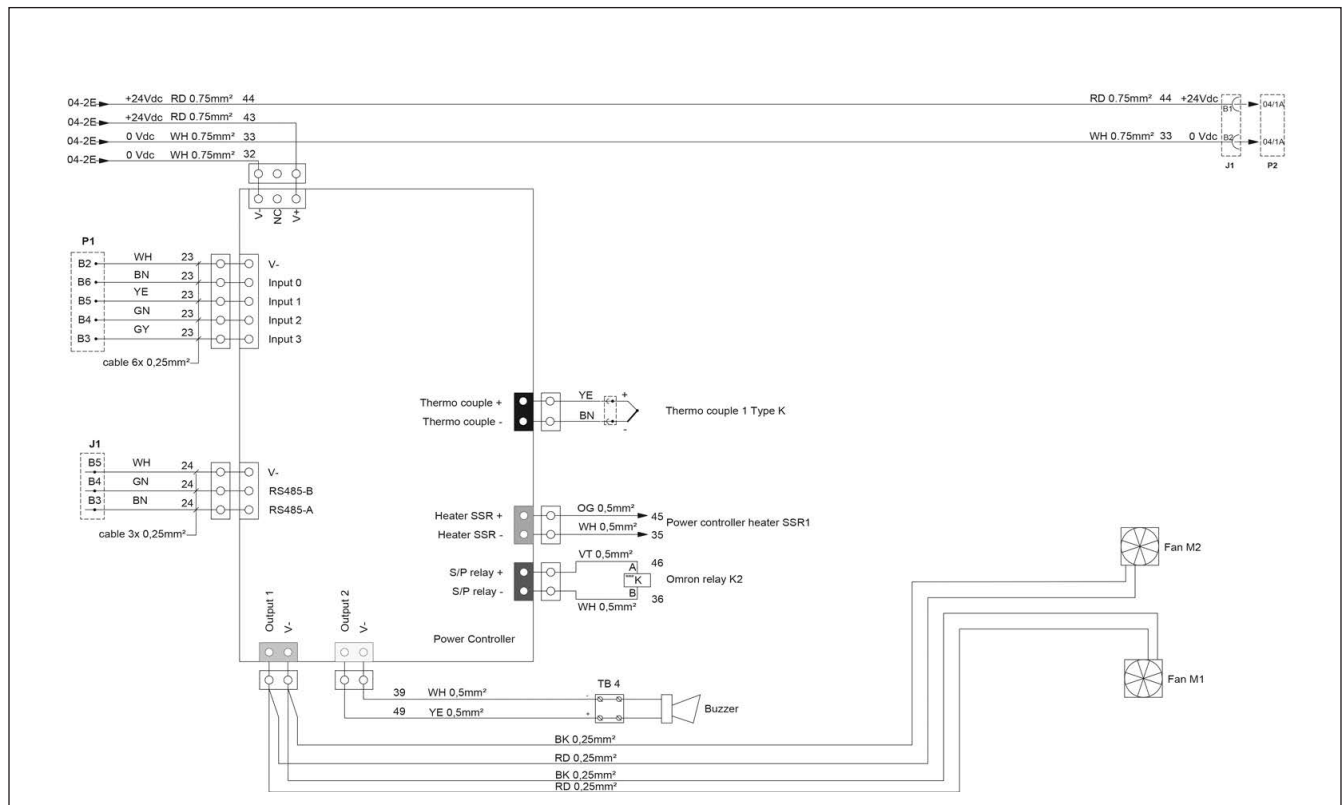 04-2E +24Vdc RD 0.75mm² 44
04-2E +24Vdc RD 0.75mm² 43
04-2E 0 Vdc WH 0.75mm² 33
04-2E 0 Vdc WH 0.75mm² 32
RD 0.75mm² 44 +24Vdc B1 04/1A
WH 0.75mm² 33 0 Vdc B2 04/1A
J1 P2
V- NC V+
P1
B2 WH 23 V-
B6 BN 23 Input 0
B5 YE 23 Input 1
B4 GN 23 Input 2
B3 GY 23 Input 3
cable 6x 0,25mm²
Thermo couple + YE +
Thermo couple - BN -
Thermo couple 1 Type K
J1
B5 WH 24 V-
B4 GN 24 RS485-B
B3 BN 24 RS485-A
cable 3x 0,25mm²
Heater SSR + OG 0,5mm² 45
Heater SSR - WH 0,5mm² 35
Power controller heater SSR1
S/P relay + VT 0,5mm² A 46
K Omron relay K2
S/P relay - WH 0,5mm² B 36
Output 1 V- Output 2 V-
Power Controller
Fan M2
Fan M1
39 WH 0,5mm² -
49 YE 0,5mm² +
TB 4
Buzzer
BK 0,25mm²
RD 0,25mm²
BK 0,25mm²
RD 0,25mm²